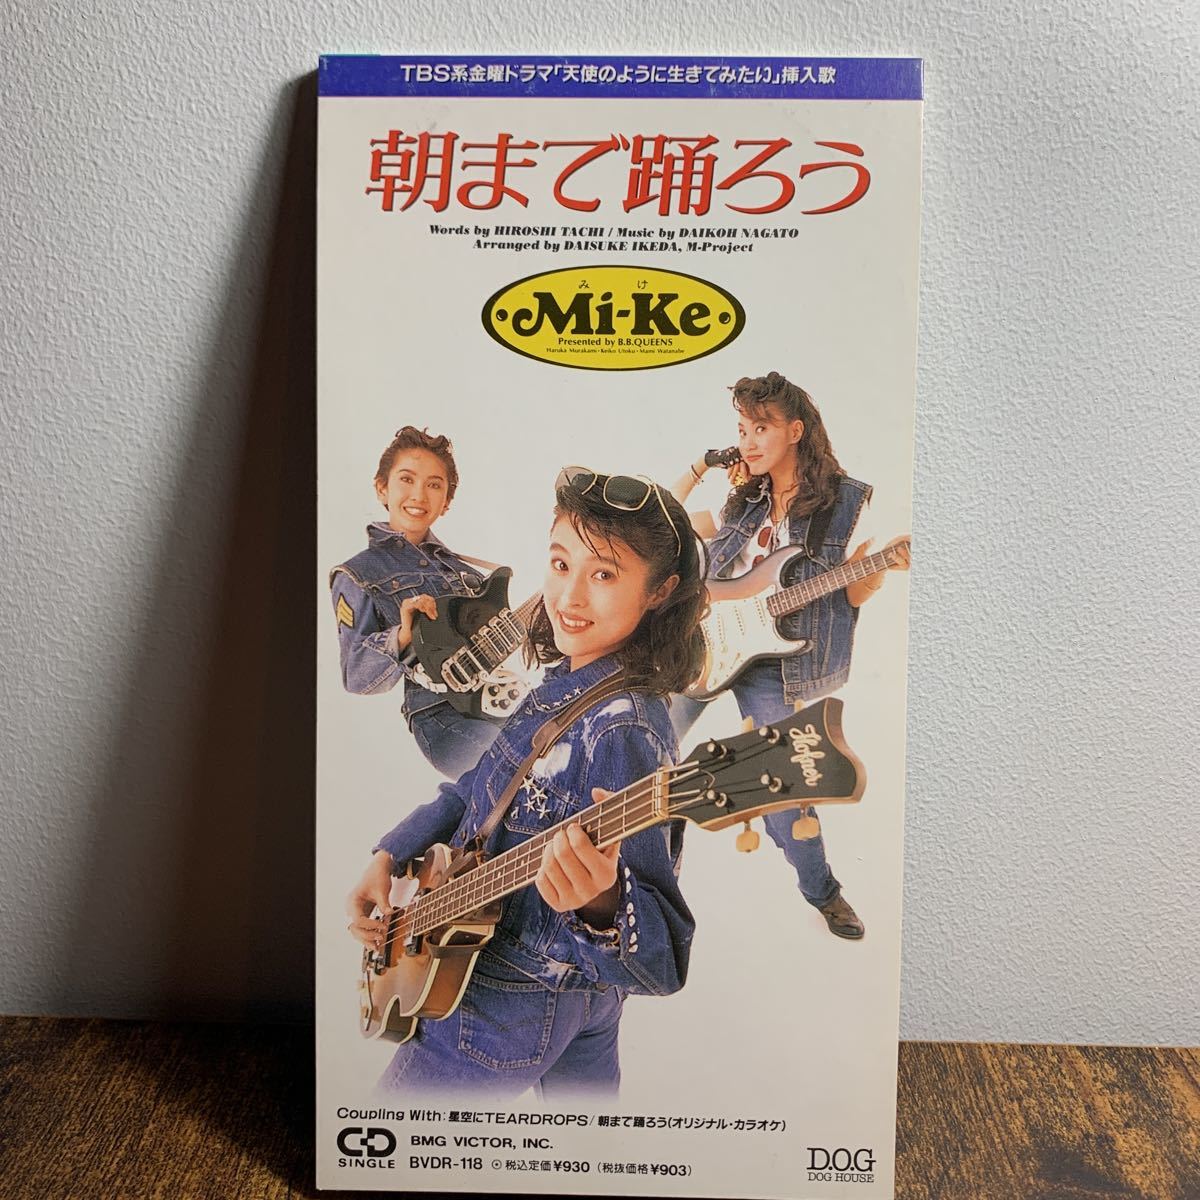 TBS系金曜ドラマ「天使のように生きてみたい」挿入歌
朝まで踊ろう
Words by HIROSHI TACHI / Music by DAIKOH NAGATO
Arranged by DAISUKE IKEDA, M-Project
み け
Mi-Ke
Presented by B.B.QUEENS
Haruka Murakami・Keiko Utoku・Mami Watanabe
Hofner
Coupling With: 星空にTEARDROPS/ 朝まで踊ろう(オリジナル・カラオケ)
CD SINGLE
BMG VICTOR, INC.
BVDR-118 ⊙ 税込定価¥930 (税抜価格¥903)
D.O.G
DOG HOUSE